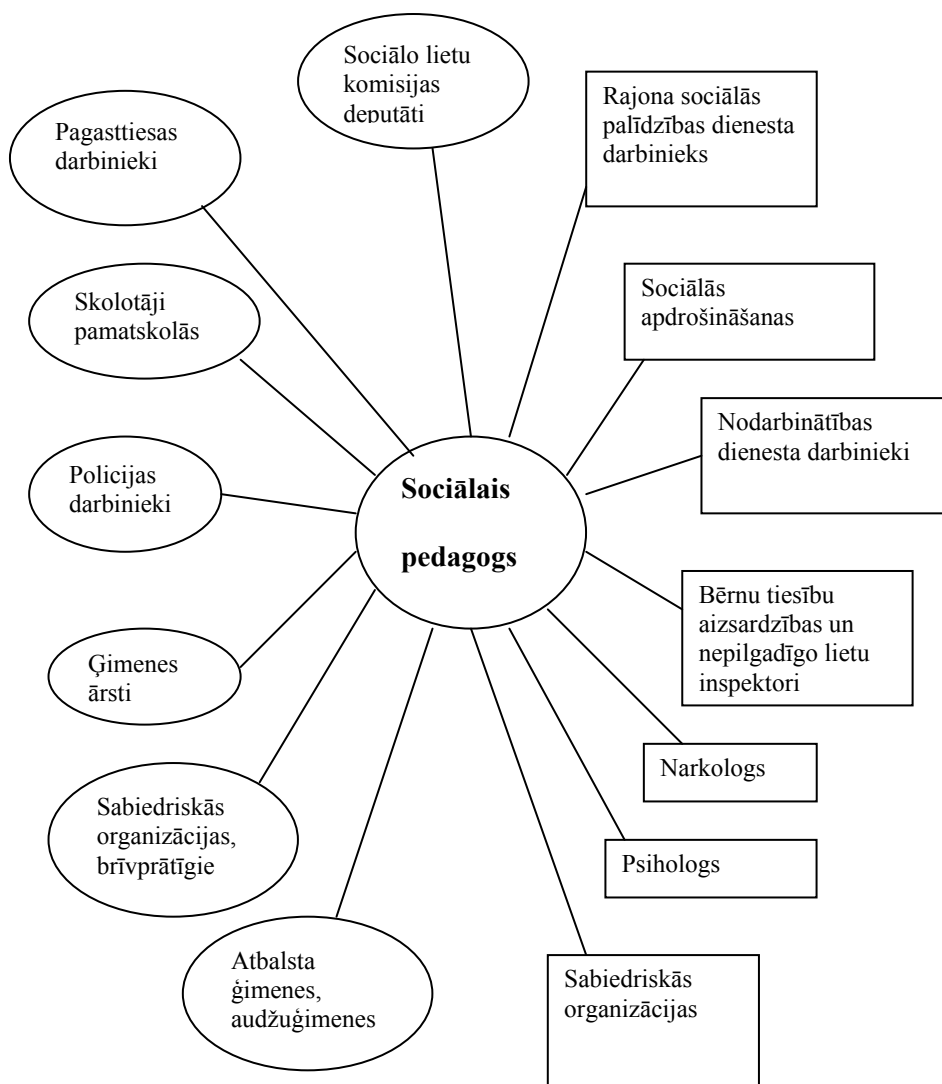 Sociālo lietu
komisijas
deputāti
Rajona sociālās
palīdzības dienesta
darbinieks
Pagasttiesas
darbinieki
Skolotāji
pamatskolās
Sociālās
apdrošināšanas
Nodarbinātības
dienesta darbinieki
Policijas
darbinieki
Sociālais
pedagogs
Bērnu tiesību
aizsardzības un
nepilgadīgo lietu
inspektori
Ģimenes
ārsti
Narkologs
Sabiedriskās
organizācijas,
brīvprātīgie
Psihologs
Atbalsta
ģimenes,
audžuģimenes
Sabiedriskās
organizācijas